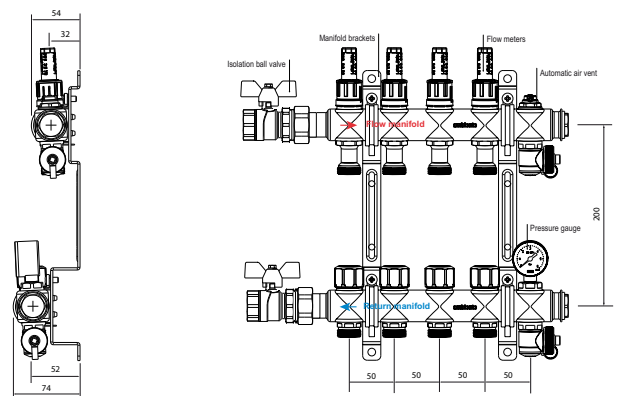 54
32
Manifold brackets
Flow meters
Isolation ball valve
Automatic air vent
Flow manifold
200
Pressure gauge
Return manifold
52
74
50
50
50
50